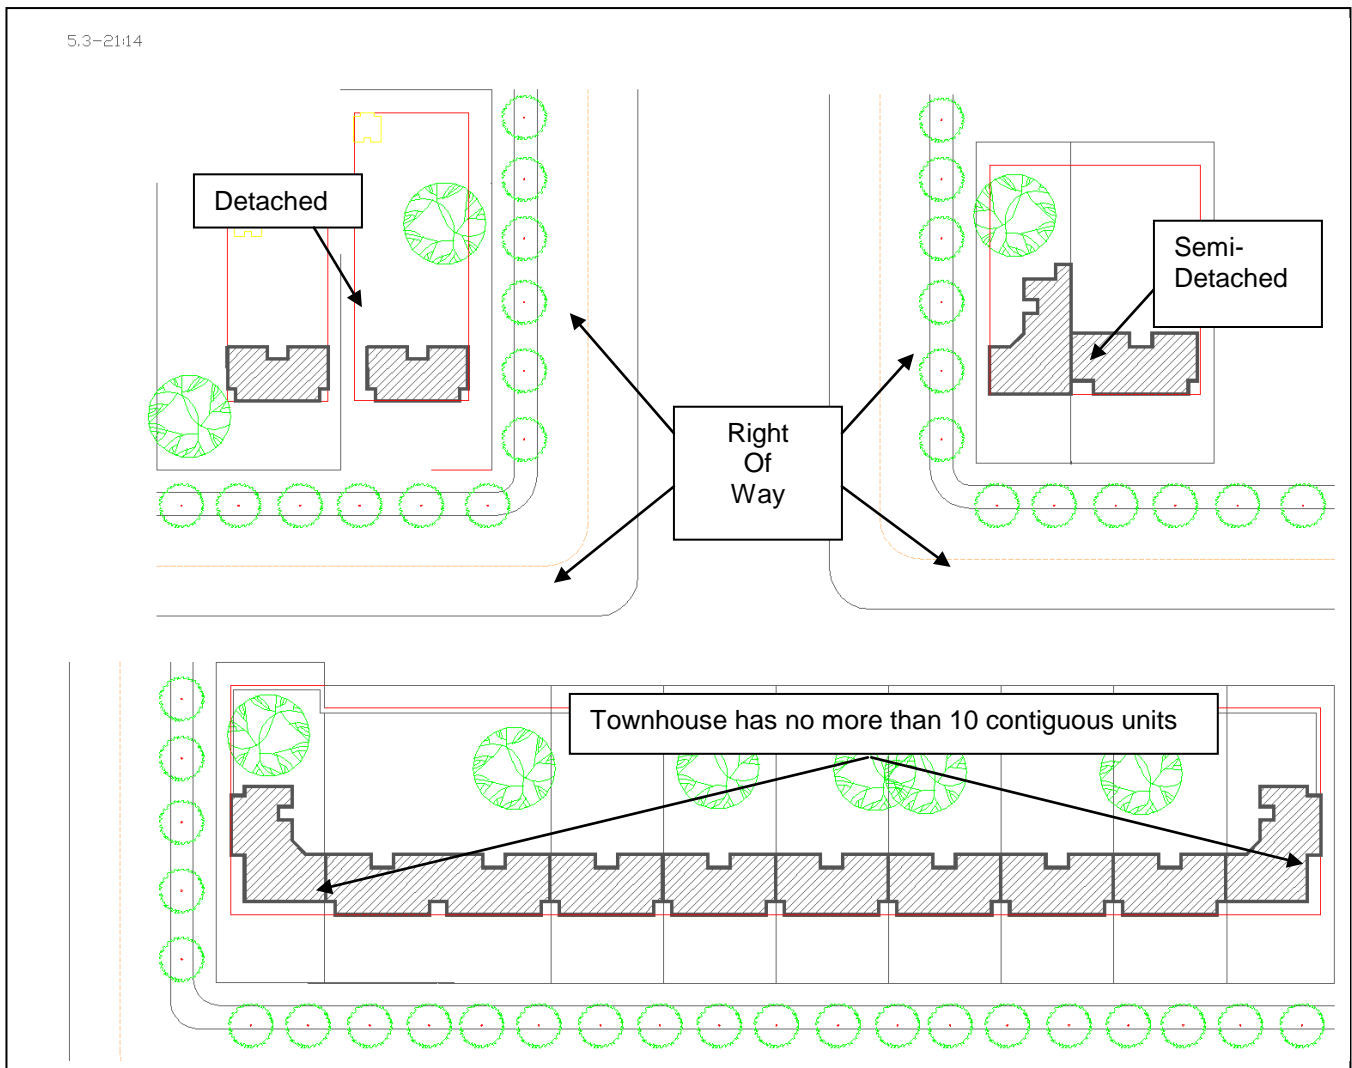 5.3-21:14
Detached
Semi-
Detached
Right
Of
Way
Townhouse has no more than 10 contiguous units